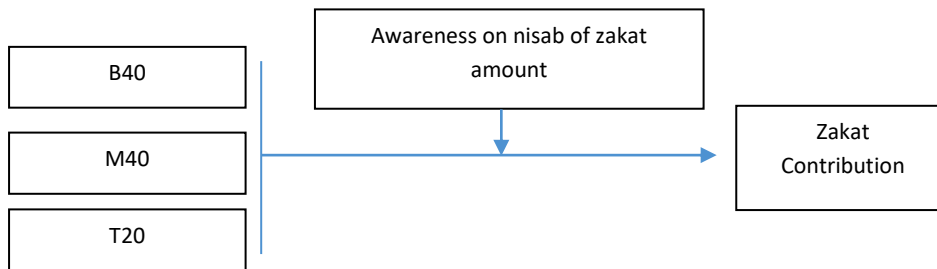 B40
M40
T20
Awareness on nisab of zakat
amount
Zakat
Contribution